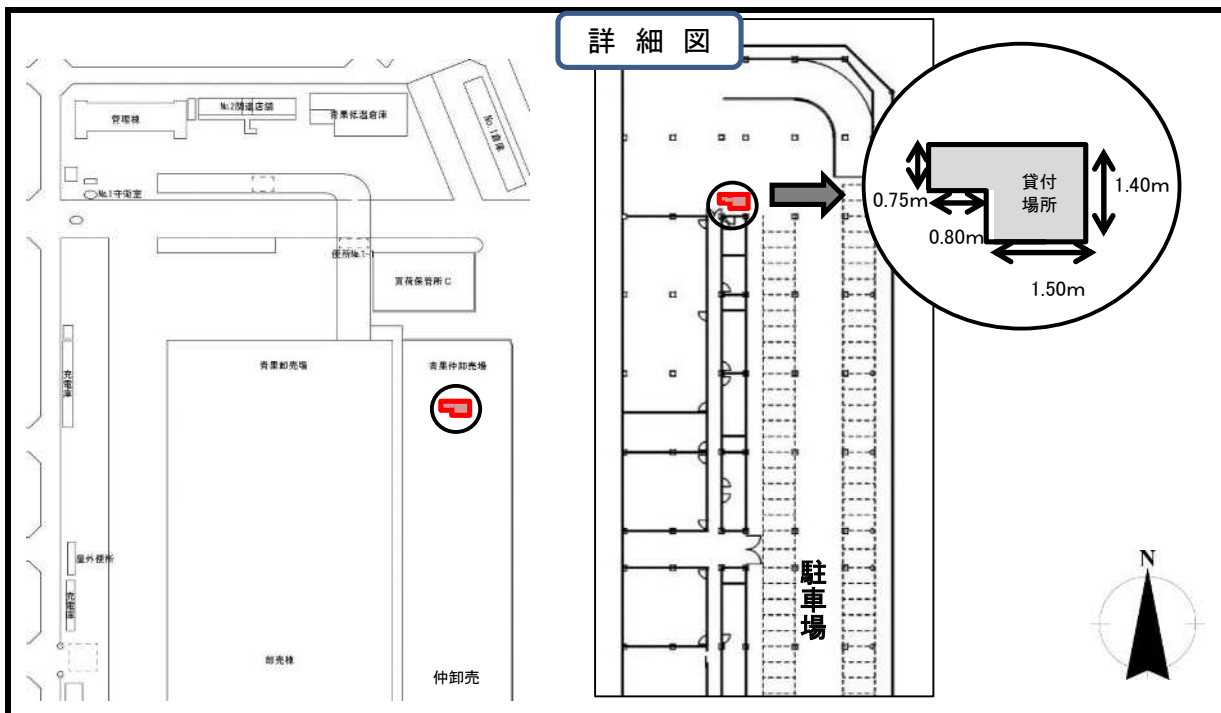 詳細図
管理棟
No.2関連店舗
青果低温倉庫
No.1倉庫
No.1守衛室
便所No.1-1
買荷保管所C
青果卸売場
青果仲卸売場
充電庫
屋外便所
充電庫
卸売棟
仲卸売
0.75m
0.80m
貸付
場所
1.40m
1.50m
駐車場
N